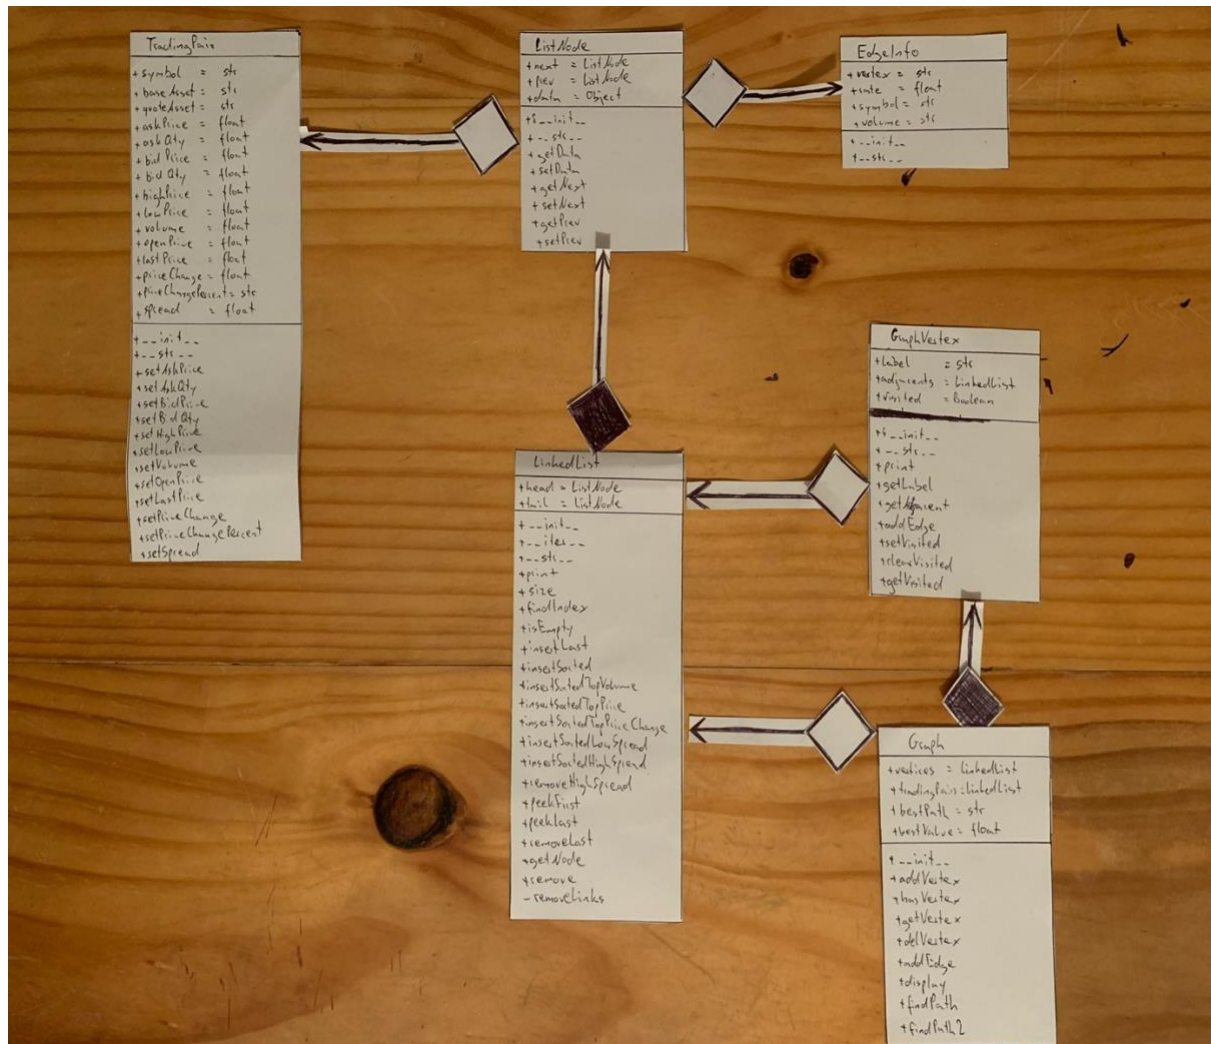 TradingPair
+symbol = str
+baseAsset = str
+quoteAsset = str
+askPrice = float
+askQty = float
+bidPrice = float
+bidQty = float
+highPrice = float
+lowPrice = float
+volume = float
+openPrice = float
+lastPrice = float
+priceChange = float
+priceChangePercent = str
+spread = float
+__init__
+__str__
+setAskPrice
+setAskQty
+setBidPrice
+setBidQty
+setHighPrice
+setLowPrice
+setVolume
+setOpenPrice
+setLastPrice
+setPriceChange
+setPriceChangePercent
+setSpread
ListNode
+next = ListNode
+prev = ListNode
+data = Object
+__init__
+__str__
+getData
+setData
+getNext
+setNext
+getPrev
+setPrev
EdgeInfo
+vertex = str
+rate = float
+symbol = str
+volume = str
+__init__
+__str__
LinkedList
+head = ListNode
+tail = ListNode
+__init__
+__iter__
+__str__
+print
+size
+findIndex
+isEmpty
+insertLast
+insertSorted
+insertSortedTopVolume
+insertSortedTopPrice
+insertSortedTopPriceChange
+insertSortedLowSpread
+insertSortedHighSpread
+removeHighSpread
+peekFirst
+peekLast
+removeLast
+getNode
+remove
-removeLinks
GraphVertex
+label = str
+adjacents = LinkedList
+visited = Boolean
+__init__
+__str__
+print
+getLabel
+getAdjacent
+addEdge
+setVisited
+clearVisited
+getVisited
Graph
+vertices = LinkedList
+tradingPairs = LinkedList
+bestPath = str
+bestValue = float
+__init__
+addVertex
+hasVertex
+getVertex
+delVertex
+addEdge
+display
+findPath
+findPath2